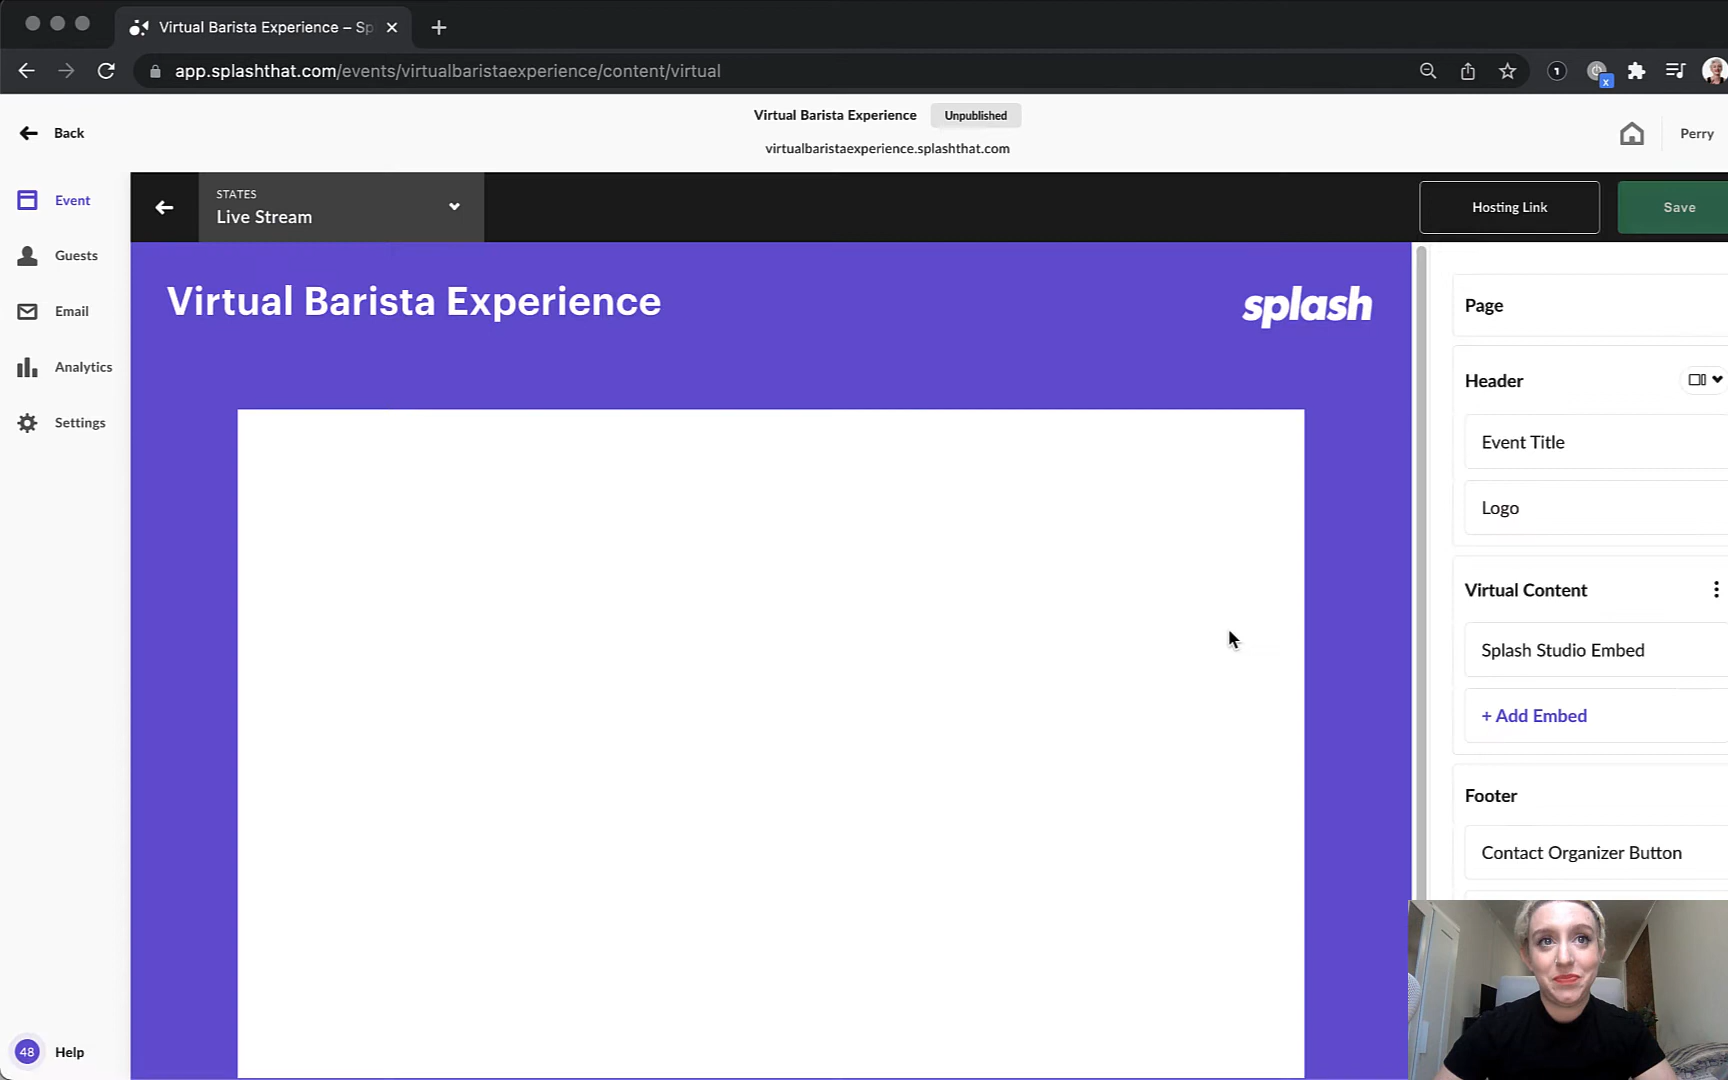 Virtual Barista Experience – Sp
app.splashthat.com/events/virtualbaristaexperience/content/virtual
1
x
Virtual Barista Experience
Unpublished
Back
virtualbaristaexperience.splashthat.com
Perry
Event
Guests
Email
Analytics
Settings
STATES
Live Stream
Hosting Link
Save
Virtual Barista Experience
splash
Page
Header
Event Title
Logo
Virtual Content
Splash Studio Embed
+ Add Embed
Footer
Contact Organizer Button
48
Help